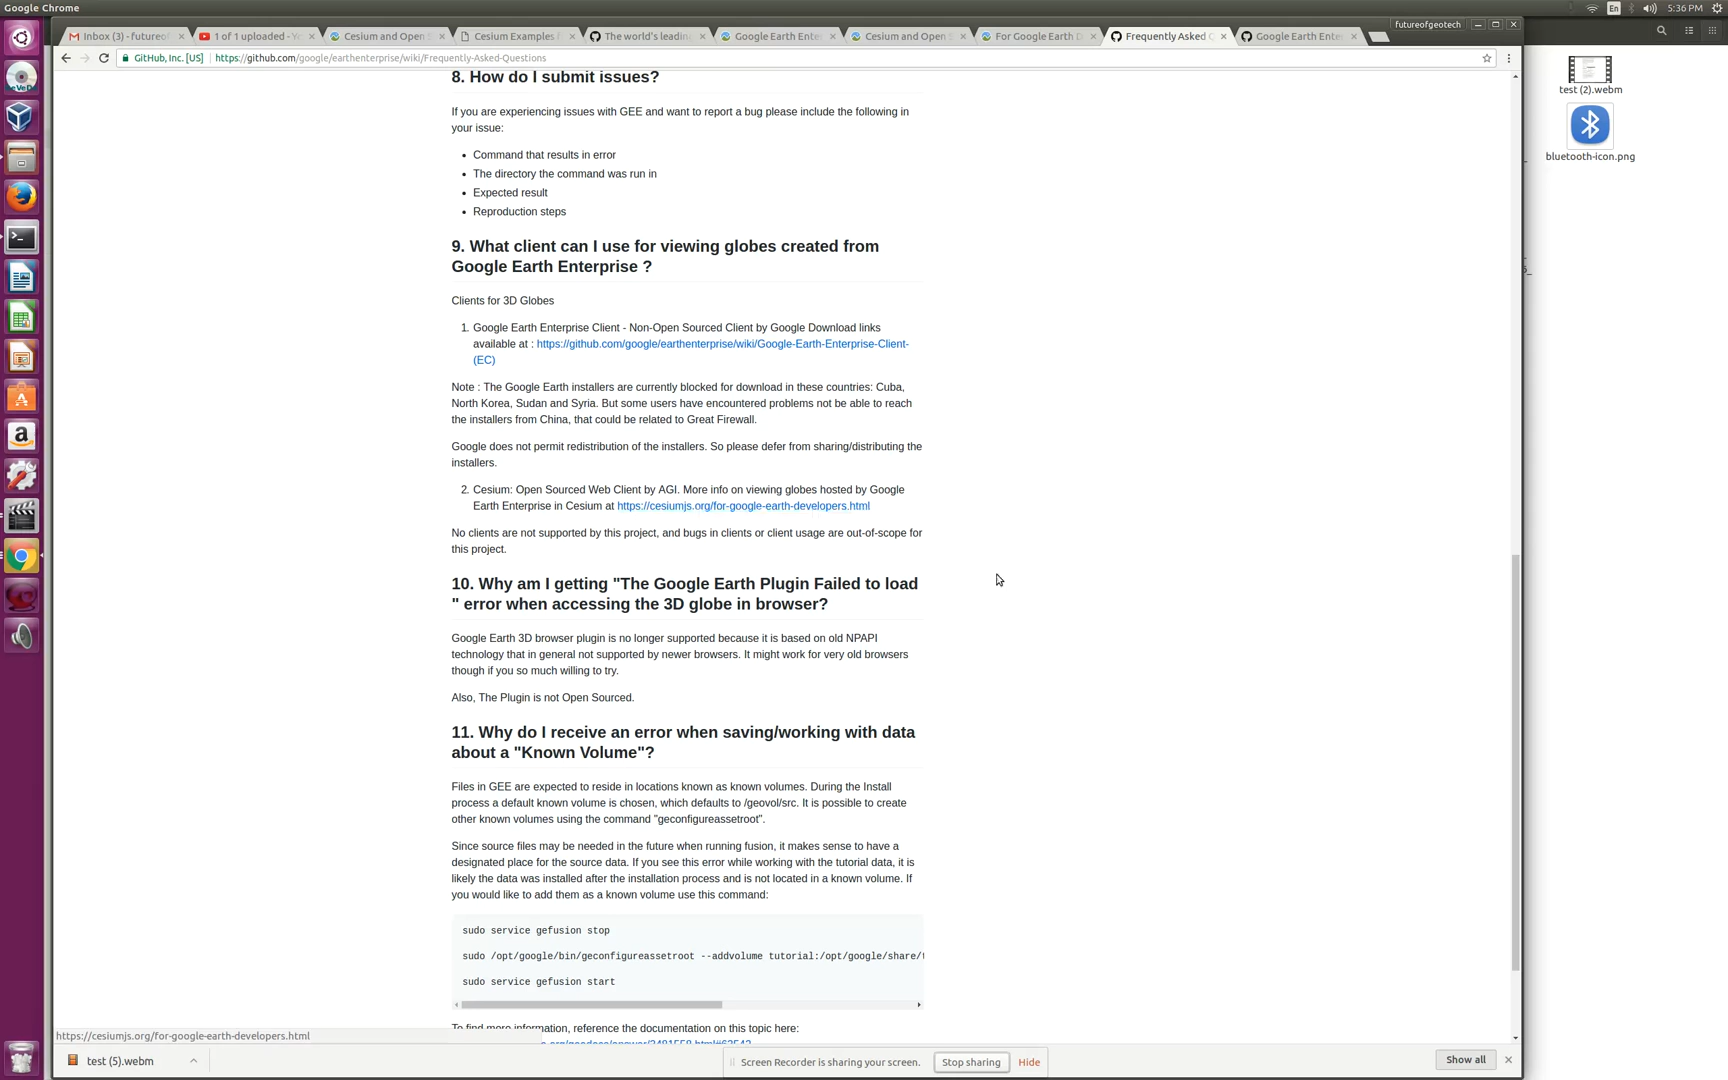 Google Chrome
En
5:36 PM
futureofgeotech
Inbox (3) - futureof
1 of 1 uploaded - Yo
Cesium and Open S
Cesium Examples F
The world's leading
Google Earth Enter
Cesium and Open S
For Google Earth D
Frequently Asked Q
Google Earth Ente
GitHub, Inc. [US]
https://github.com/google/earthenterprise/wiki/Frequently-Asked-Questions
test (2).webm
bluetooth-icon.png
8. How do I submit issues?
If you are experiencing issues with GEE and want to report a bug please include the following in
your issue:
• Command that results in error
• The directory the command was run in
• Expected result
• Reproduction steps
9. What client can I use for viewing globes created from
Google Earth Enterprise ?
Clients for 3D Globes
1. Google Earth Enterprise Client - Non-Open Sourced Client by Google Download links
available at : https://github.com/google/earthenterprise/wiki/Google-Earth-Enterprise-Client-
(EC)
Note : The Google Earth installers are currently blocked for download in these countries: Cuba,
North Korea, Sudan and Syria. But some users have encountered problems not be able to reach
the installers from China, that could be related to Great Firewall.
Google does not permit redistribution of the installers. So please defer from sharing/distributing the
installers.
2. Cesium: Open Sourced Web Client by AGI. More info on viewing globes hosted by Google
Earth Enterprise in Cesium at https://cesiumjs.org/for-google-earth-developers.html
No clients are not supported by this project, and bugs in clients or client usage are out-of-scope for
this project.
10. Why am I getting "The Google Earth Plugin Failed to load
" error when accessing the 3D globe in browser?
Google Earth 3D browser plugin is no longer supported because it is based on old NPAPI
technology that in general not supported by newer browsers. It might work for very old browsers
though if you so much willing to try.
Also, The Plugin is not Open Sourced.
11. Why do I receive an error when saving/working with data
about a "Known Volume"?
Files in GEE are expected to reside in locations known as known volumes. During the Install
process a default known volume is chosen, which defaults to /geovol/src. It is possible to create
other known volumes using the command "geconfigureassetroot".
Since source files may be needed in the future when running fusion, it makes sense to have a
designated place for the source data. If you see this error while working with the tutorial data, it is
likely the data was installed after the installation process and is not located in a known volume. If
you would like to add them as a known volume use this command:
sudo service gefusion stop
sudo /opt/google/bin/geconfigureassetroot --addvolume tutorial:/opt/google/share/t
sudo service gefusion start
To find more information, reference the documentation on this topic here:
https://cesiumjs.org/for-google-earth-developers.html
test (5).webm
Screen Recorder is sharing your screen.
Stop sharing
Hide
Show all